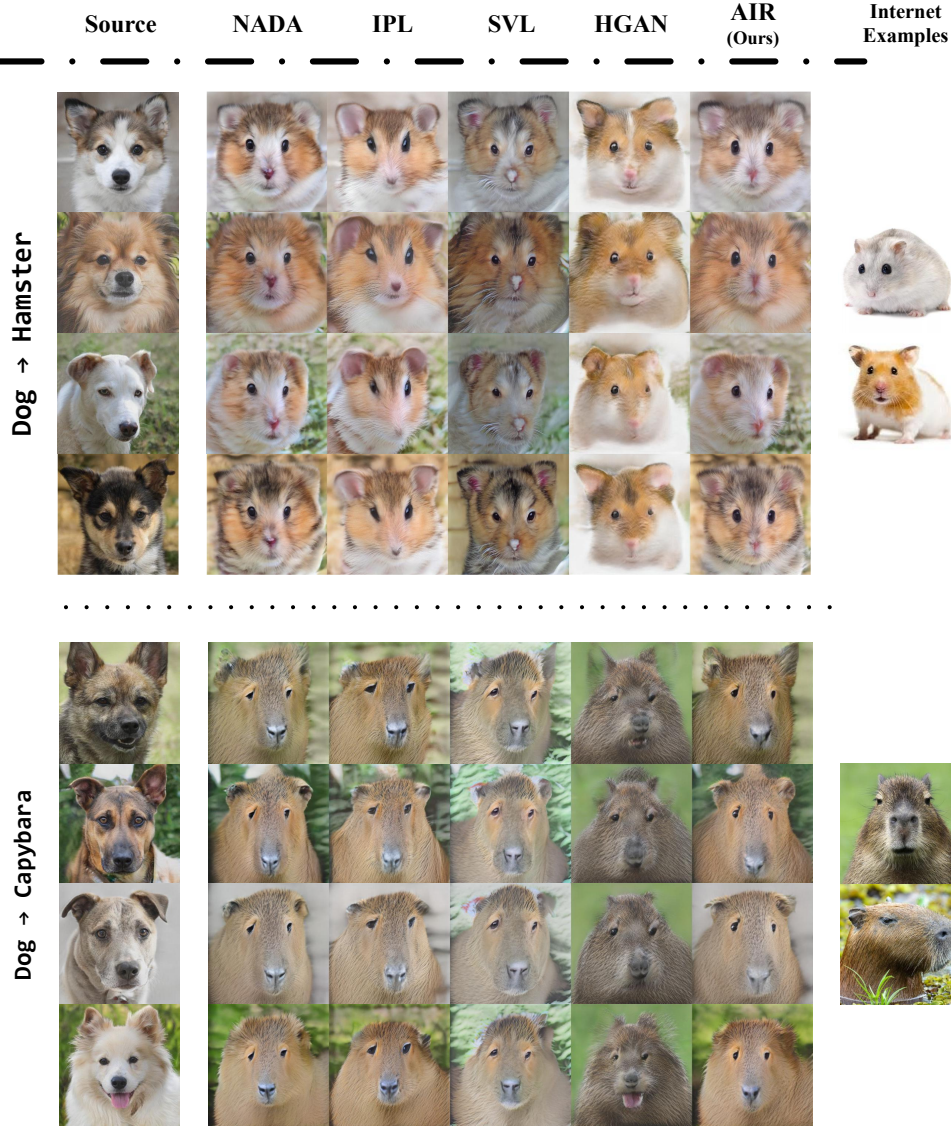 Source NADA IPL SVL HGAN AIR (Ours) Internet Examples
Dog → Hamster
Dog → Capybara